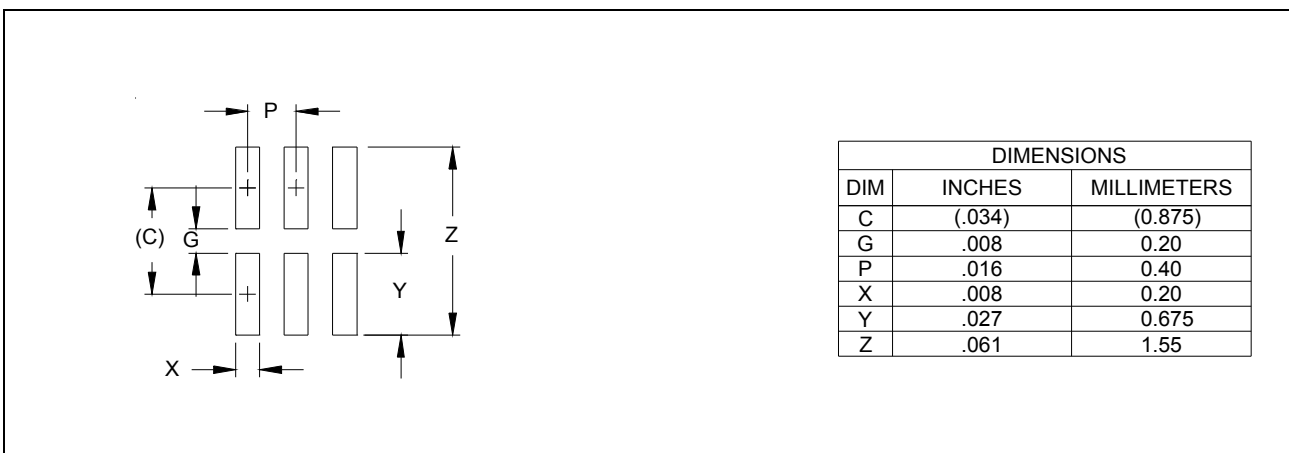 P
(C)
G
Z
Y
X
DIMENSIONS
DIM INCHES MILLIMETERS
C (.034) (0.875)
G .008 0.20
P .016 0.40
X .008 0.20
Y .027 0.675
Z .061 1.55